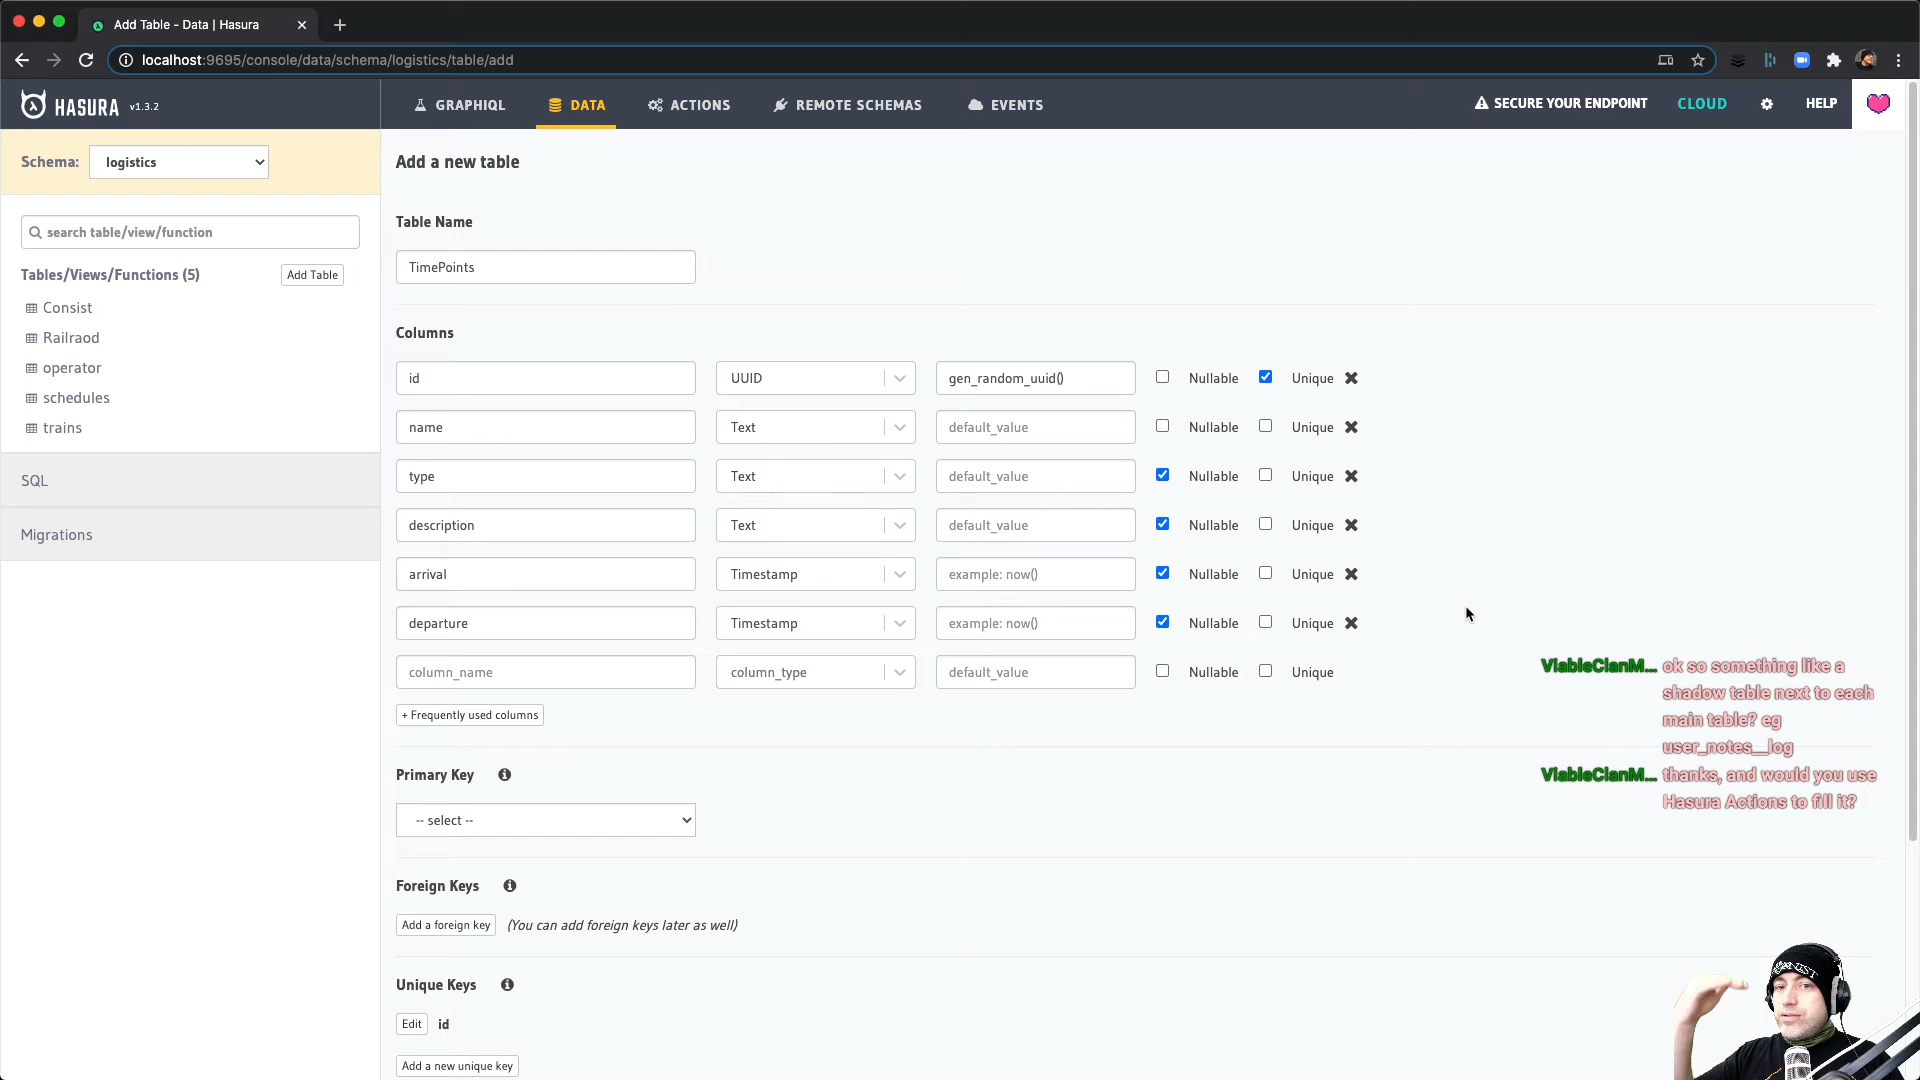 Add Table - Data | Hasura
localhost:9695/console/data/schema/logistics/table/add
HASURA v1.3.2
GRAPHIQL
DATA
ACTIONS
REMOTE SCHEMAS
EVENTS
SECURE YOUR ENDPOINT
CLOUD
HELP
Schema: logistics
search table/view/function
Tables/Views/Functions (5) Add Table
Consist
Railraod
operator
schedules
trains
SQL
Migrations
Add a new table
Table Name
TimePoints
Columns
id UUID gen_random_uuid() Nullable Unique
name Text default_value Nullable Unique
type Text default_value Nullable Unique
description Text default_value Nullable Unique
arrival Timestamp example: now() Nullable Unique
departure Timestamp example: now() Nullable Unique
column_name column_type default_value Nullable Unique
+ Frequently used columns
Primary Key
-- select --
Foreign Keys
Add a foreign key (You can add foreign keys later as well)
Unique Keys
Edit id
Add a new unique key
ViableClanM... ok so something like a
shadow table next to each
main table? eg
user_notes__log
ViableClanM... thanks, and would you use
Hasura Actions to fill it?